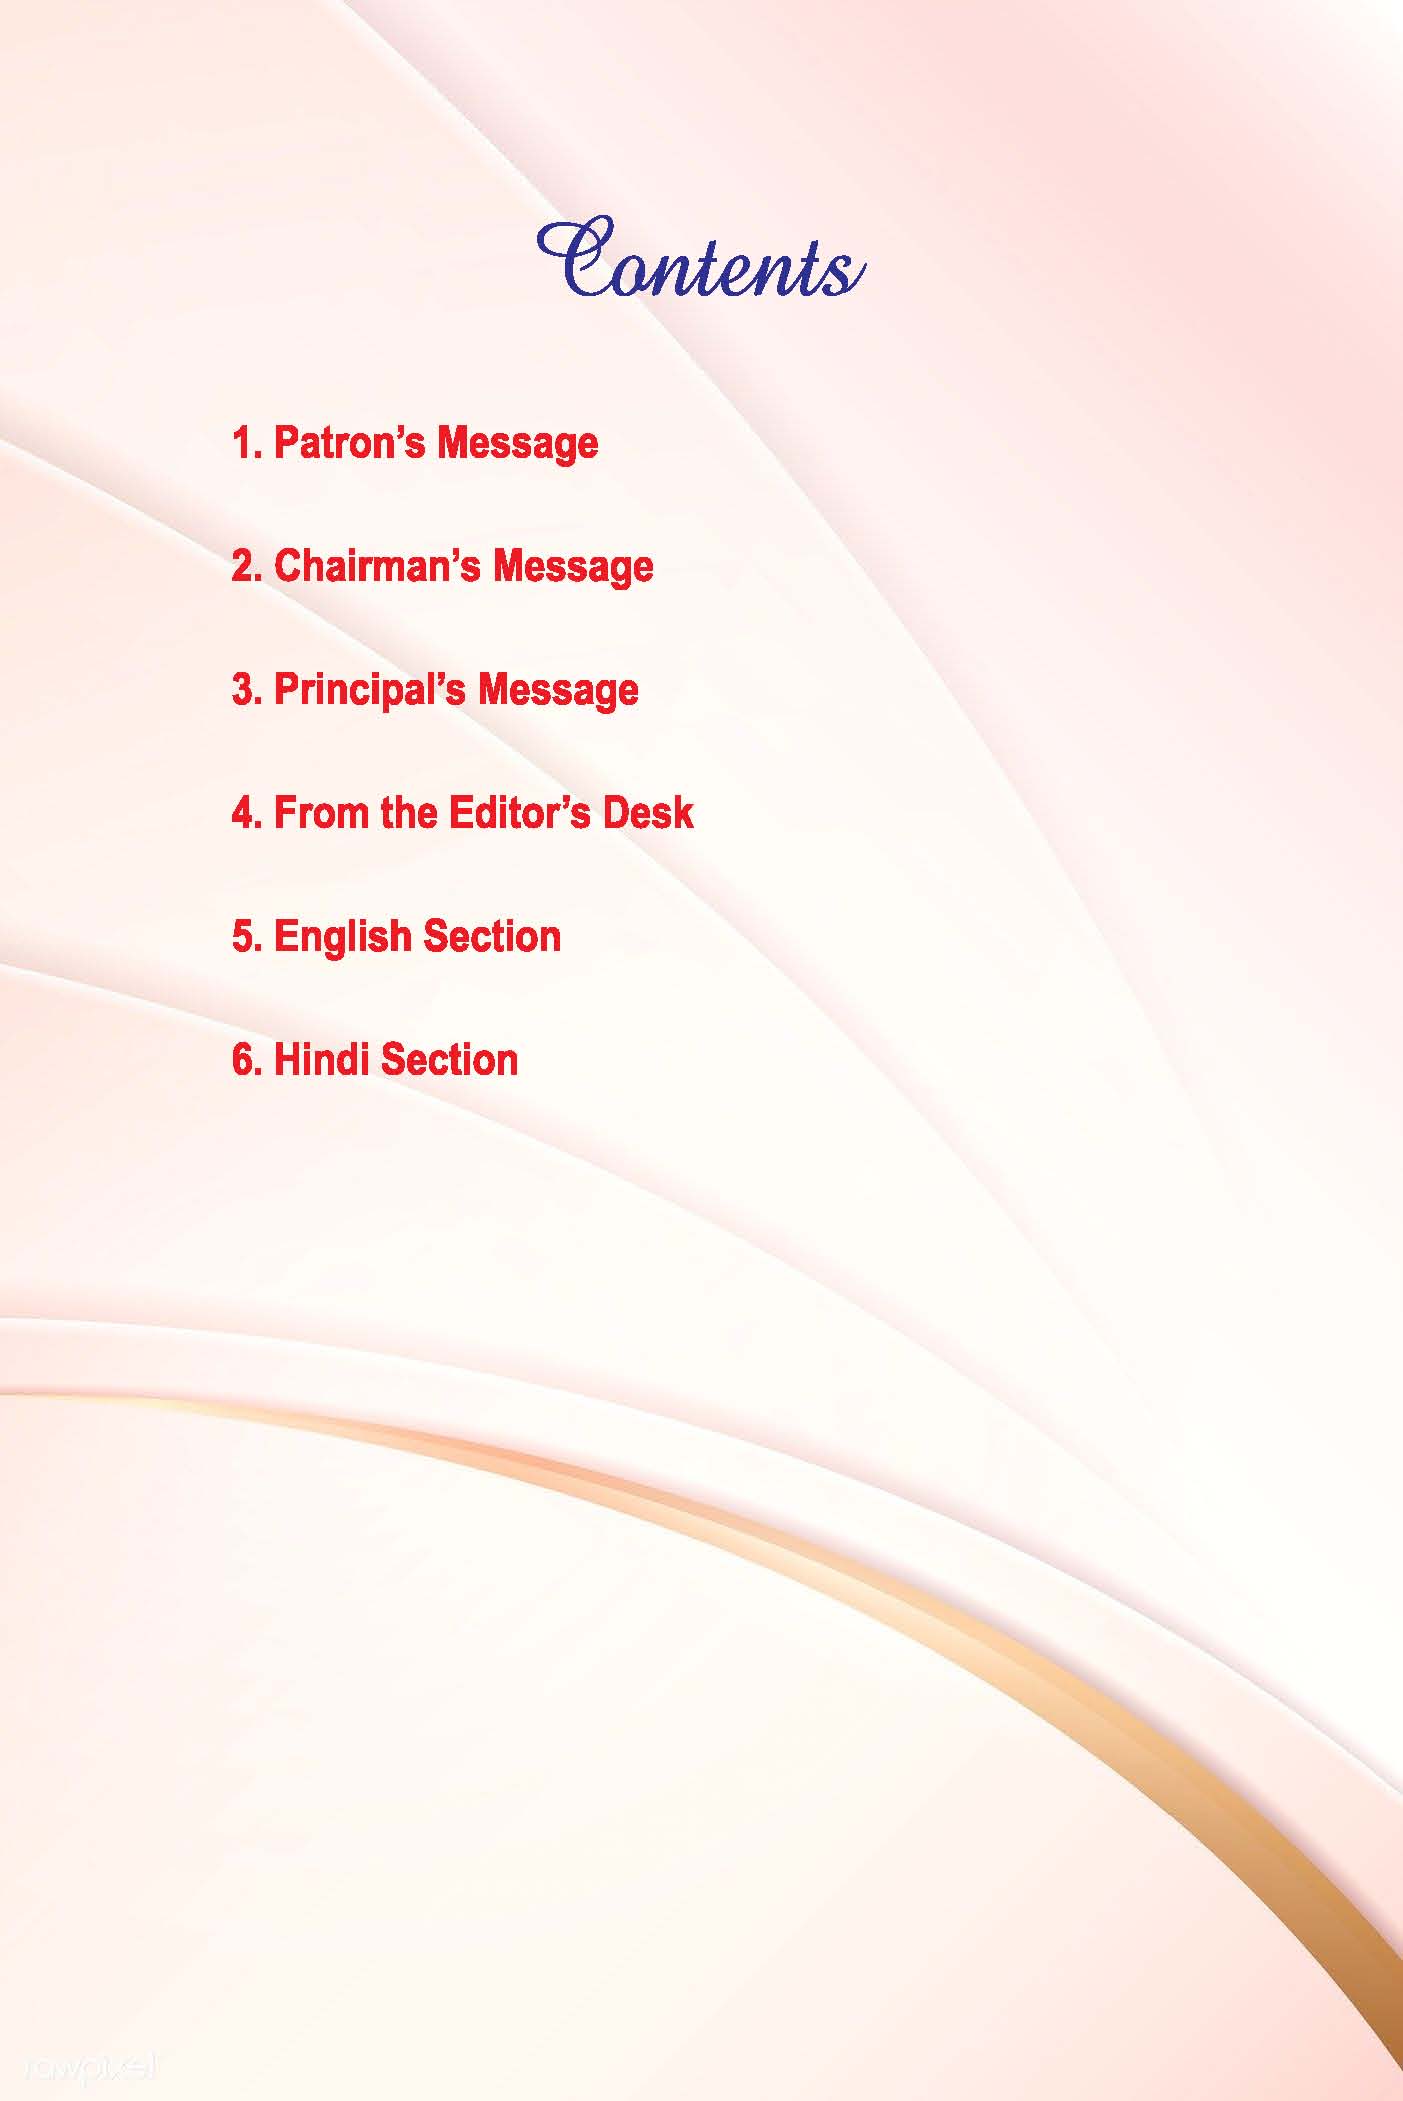 Contents
1. Patron’s Message
2. Chairman’s Message
3. Principal’s Message
4. From the Editor’s Desk
5. English Section
6. Hindi Section
rawpixel